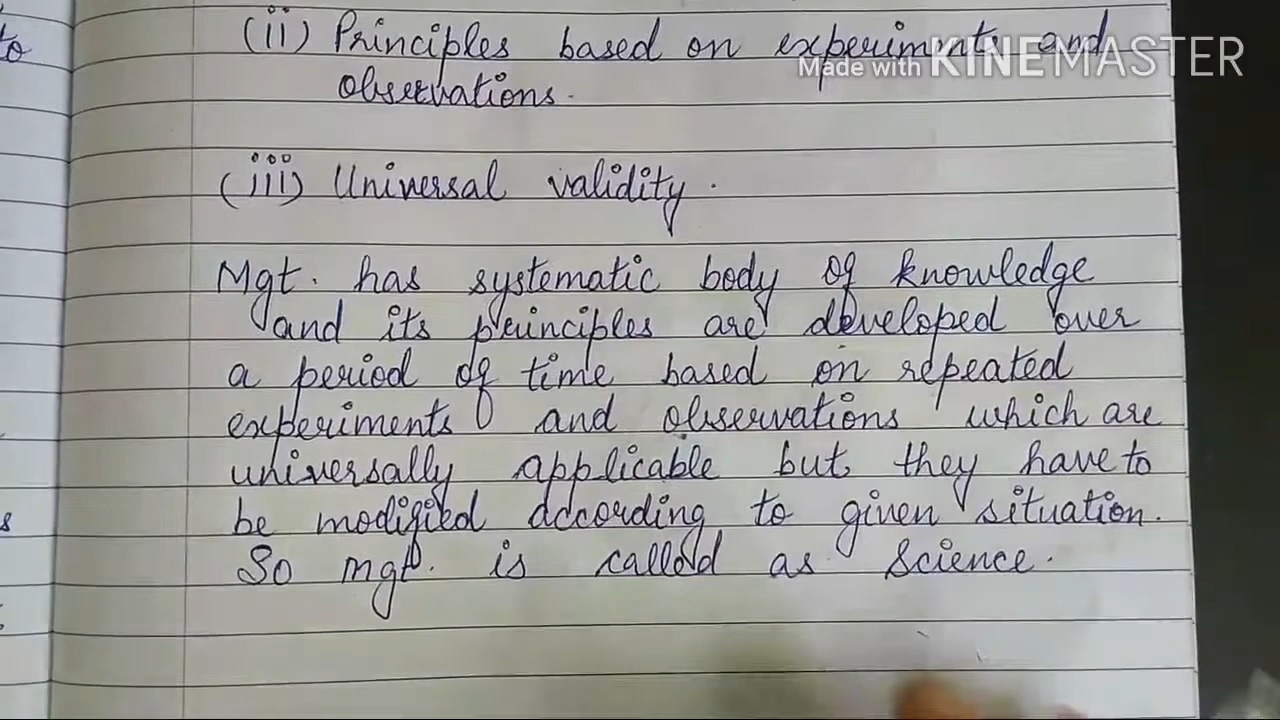 to
(ii) Principles based on experiments and
Made with KINEMASTER
observations.
(iii) Universal validity.
Mgt. has systematic body of knowledge
and its principles are developed over
a period of time based on repeated
experiments and observations which are
universally applicable but they have to
be modified according to given situation.
s
So mgt. is called as Science.